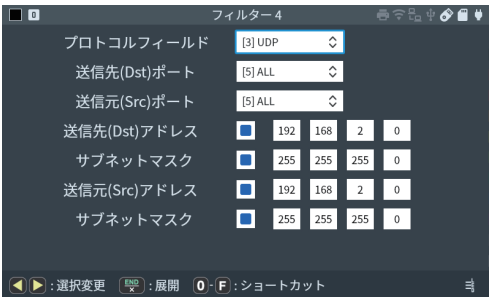 0 フィルター 4
プロトコルフィールド [3] UDP
送信先(Dst)ポート [5] ALL
送信元(Src)ポート [5] ALL
送信先(Dst)アドレス 192 168 2 0
サブネットマスク 255 255 255 0
送信元(Src)アドレス 192 168 2 0
サブネットマスク 255 255 255 0
:選択変更 END × :展開 0 - F :ショートカット